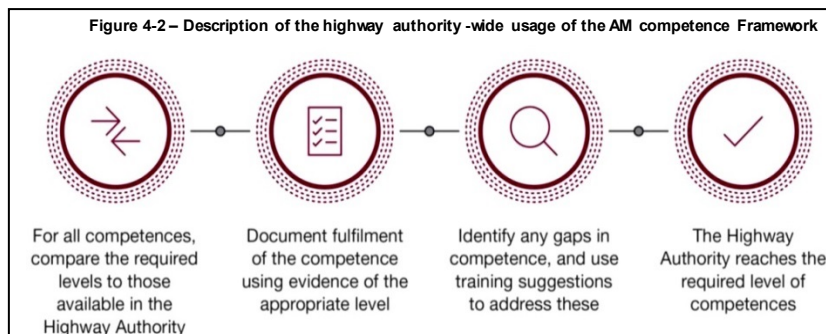 Figure 4-2 – Description of the highway authority -wide usage of the AM competence Framework
For all competences,
compare the required
levels to those
available in the
Highway Authority
Document fulfilment
of the competence
using evidence of the
appropriate level
Identify any gaps in
competence, and use
training suggestions
to address these
The Highway
Authority reaches the
required level of
competences